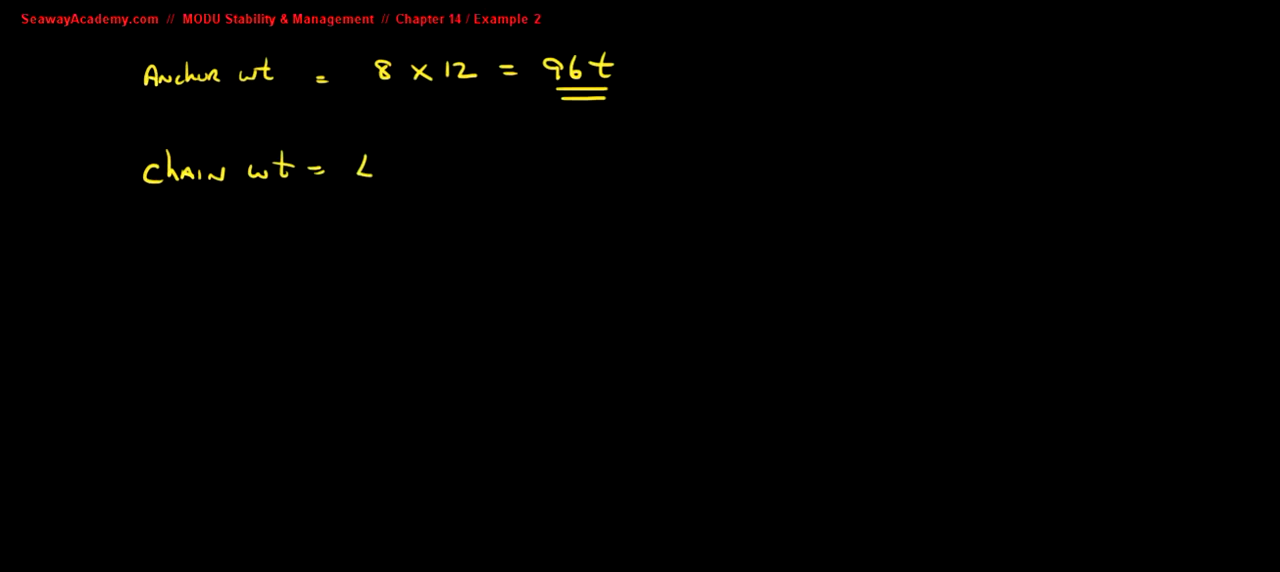 SeawayAcademy.com // MODU Stability & Management // Chapter 14 / Example 2
Anchor wt = 8 × 12 = 96t
Chain wt = L